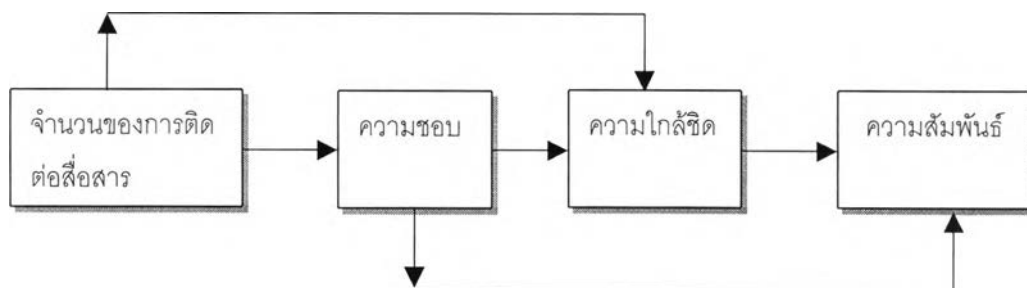 จำนวนของการติด
ต่อสื่อสาร
ความชอบ
ความใกล้ชิด
ความสัมพันธ์